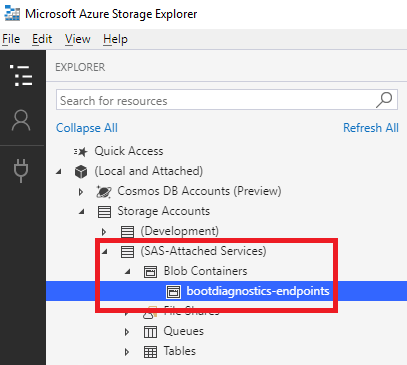 Microsoft Azure Storage Explorer
File Edit View Help
EXPLORER
Search for resources
Collapse All Refresh All
Quick Access
(Local and Attached)
Cosmos DB Accounts (Preview)
Storage Accounts
(Development)
(SAS-Attached Services)
Blob Containers
bootdiagnostics-endpoints
File Shares
Queues
Tables